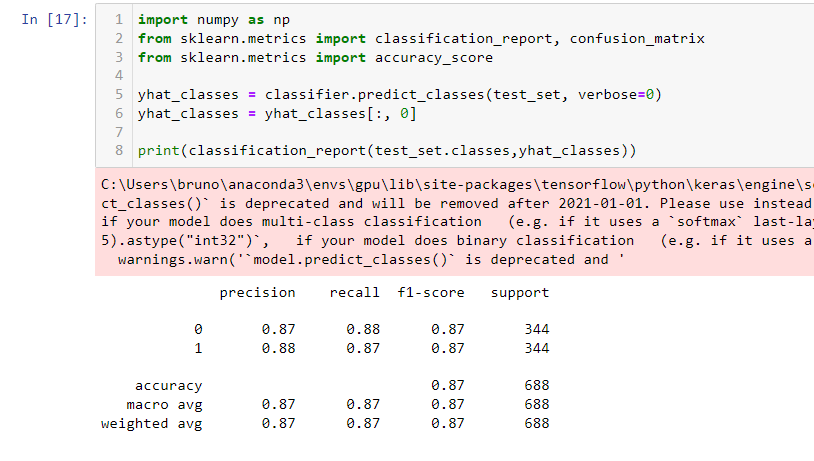 In [17]:
1 import numpy as np
2 from sklearn.metrics import classification_report, confusion_matrix
3 from sklearn.metrics import accuracy_score
4
5 yhat_classes = classifier.predict_classes(test_set, verbose=0)
6 yhat_classes = yhat_classes[:, 0]
7
8 print(classification_report(test_set.classes,yhat_classes))
C:\Users\bruno\anaconda3\envs\gpu\lib\site-packages\tensorflow\python\keras\engine\
ct_classes()` is deprecated and will be removed after 2021-01-01. Please use instead
if your model does multi-class classification   (e.g. if it uses a `softmax` last-la
5).astype("int32")`,   if your model does binary classification   (e.g. if it uses a
warnings.warn('`model.predict_classes()` is deprecated and '
precision recall f1-score support
0 0.87 0.88 0.87 344
1 0.88 0.87 0.87 344
accuracy 0.87 688
macro avg 0.87 0.87 0.87 688
weighted avg 0.87 0.87 0.87 688